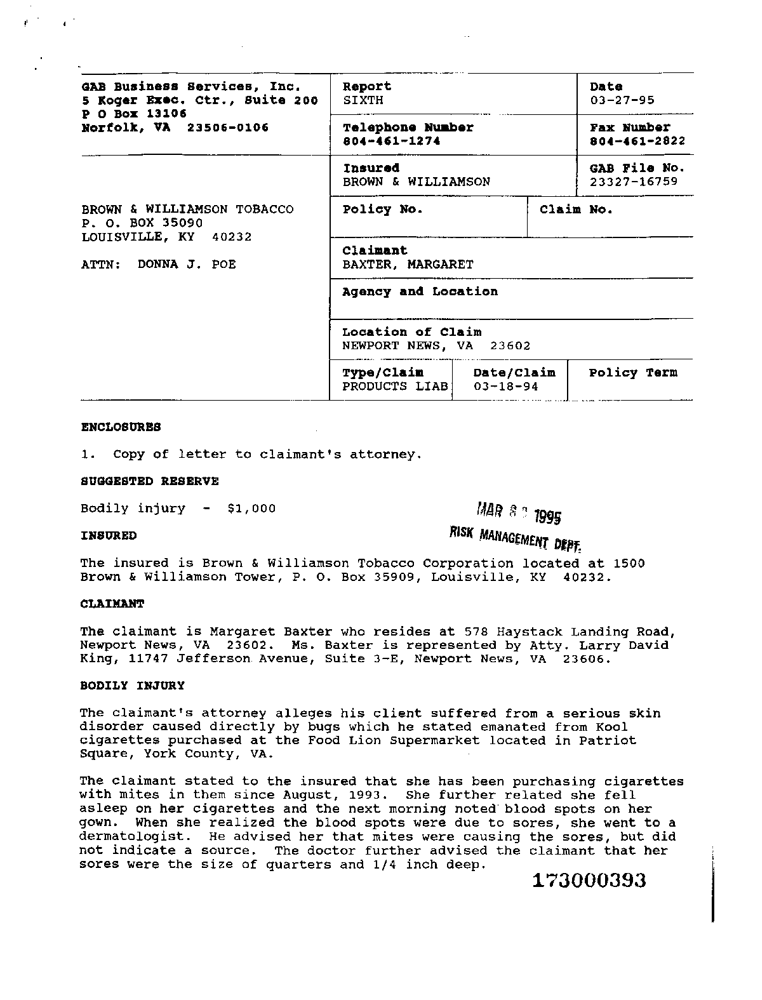 GAB Business Services, Inc.
5 Koger Exec. Ctr., Suite 200
P O Box 13106
Norfolk, VA 23506-0106
Report
SIXTH
Date
03-27-95
Telephone Number
804-461-1274
Fax Number
804-461-2822
Insured
BROWN & WILLIAMSON
GAB File No.
23327-16759
BROWN & WILLIAMSON TOBACCO
P. O. BOX 35090
LOUISVILLE, KY 40232
ATTN: DONNA J. POE
Policy No.
Claim No.
Claimant
BAXTER, MARGARET
Agency and Location
Location of Claim
NEWPORT NEWS, VA 23602
Type/Claim
PRODUCTS LIAB
Date/Claim
03-18-94
Policy Term
ENCLOSURES
1. Copy of letter to claimant's attorney.
SUGGESTED RESERVE
Bodily injury - $1,000
MAR 1995
RISK MANAGEMENT DEPT.
INSURED
The insured is Brown & Williamson Tobacco Corporation located at 1500
Brown & Williamson Tower, P. O. Box 35909, Louisville, KY 40232.
CLAIMANT
The claimant is Margaret Baxter who resides at 578 Haystack Landing Road,
Newport News, VA 23602. Ms. Baxter is represented by Atty. Larry David
King, 11747 Jefferson Avenue, Suite 3-E, Newport News, VA 23606.
BODILY INJURY
The claimant's attorney alleges his client suffered from a serious skin
disorder caused directly by bugs which he stated emanated from Kool
cigarettes purchased at the Food Lion Supermarket located in Patriot
Square, York County, VA.
The claimant stated to the insured that she has been purchasing cigarettes
with mites in them since August, 1993. She further related she fell
asleep on her cigarettes and the next morning noted blood spots on her
gown. When she realized the blood spots were due to sores, she went to a
dermatologist. He advised her that mites were causing the sores, but did
not indicate a source. The doctor further advised the claimant that her
sores were the size of quarters and 1/4 inch deep.
173000393